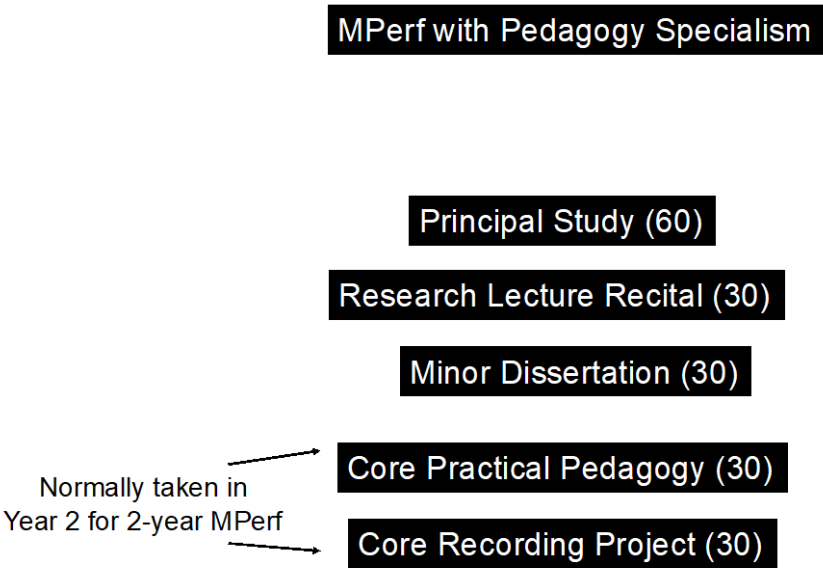 MPerf with Pedagogy Specialism
Principal Study (60)
Research Lecture Recital (30)
Minor Dissertation (30)
Core Practical Pedagogy (30)
Normally taken in
Year 2 for 2-year MPerf
Core Recording Project (30)